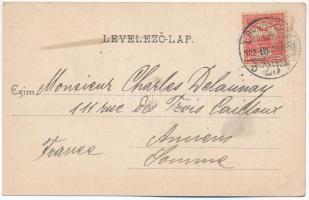 LEVELEZŐ-LAP.
Czim Monsieur Charles Delaunay
111 rue des Trois Cailloux
Amiens
France Somme